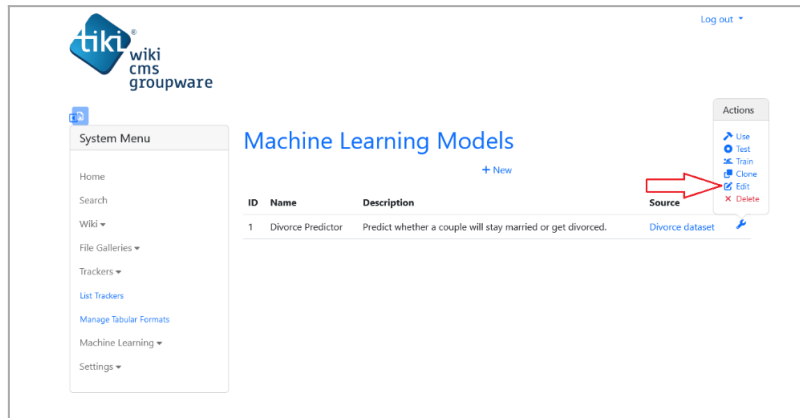 Log out
tiki®
wiki
cms
groupware
Actions
Use
Test
Train
Clone
Edit
Delete
System Menu
Home
Search
Wiki
File Galleries
Trackers
List Trackers
Manage Tabular Formats
Machine Learning
Settings
Machine Learning Models
+ New
ID Name Description Source
1 Divorce Predictor Predict whether a couple will stay married or get divorced. Divorce dataset